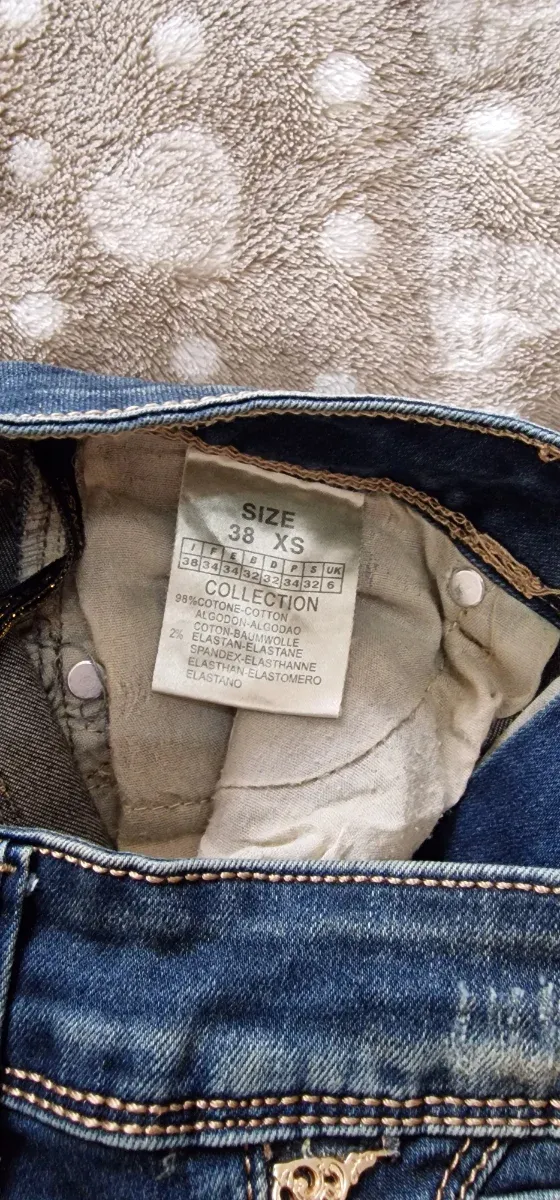 SIZE
38 XS
I F E B D P S UK
38 34 34 32 32 34 32 6
COLLECTION
98%COTONE-COTTON
ALGODON-ALGODAO
COTON-BAUMWOLLE
2% ELASTAN-ELASTANE
SPANDEX-ELASTHANNE
ELASTHAN-ELASTOMERO
ELASTANO